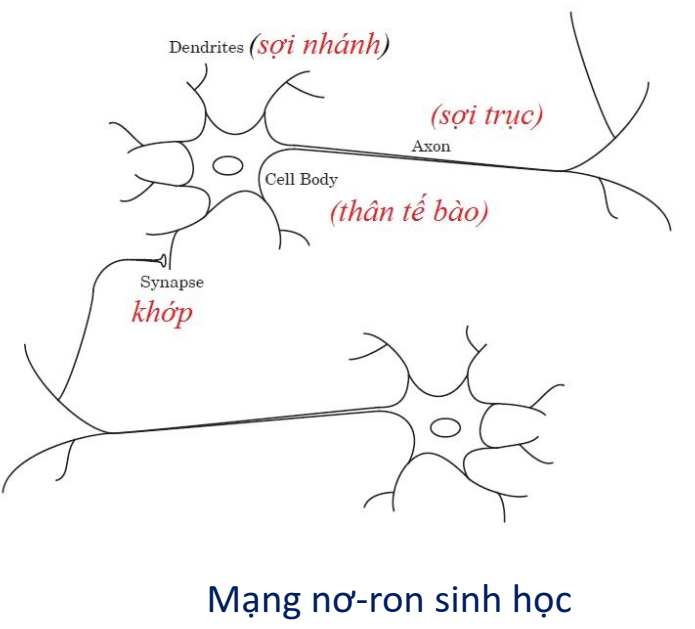 Dendrites (sợi nhánh)
(sợi trục)
Axon
Cell Body
(thân tế bào)
Synapse
khớp
Mạng nơ-ron sinh học